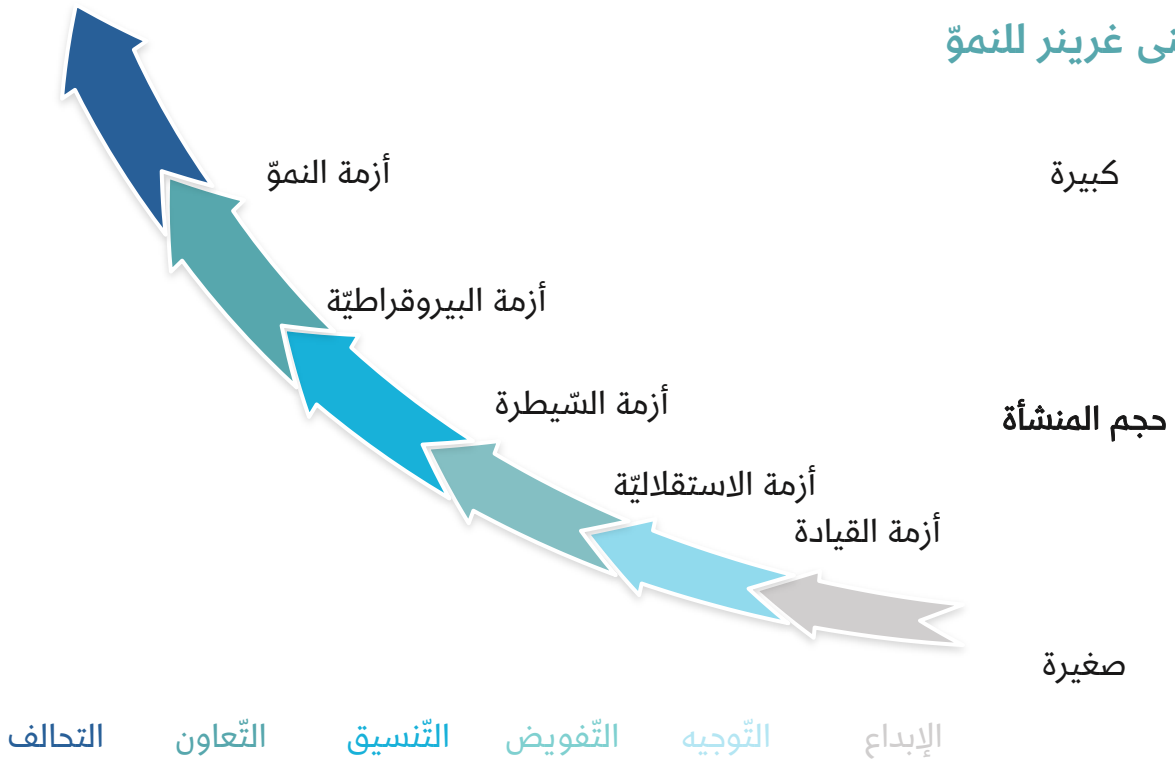 غرينر للنموّ
كبيرة
أزمة النموّ
أزمة البيروقراطيّة
أزمة السّيطرة
حجم المنشأة
أزمة الاستقلاليّة
أزمة القيادة
صغيرة
الإبداع التّوجيه التّفويض التّنسيق التّعاون التحالف